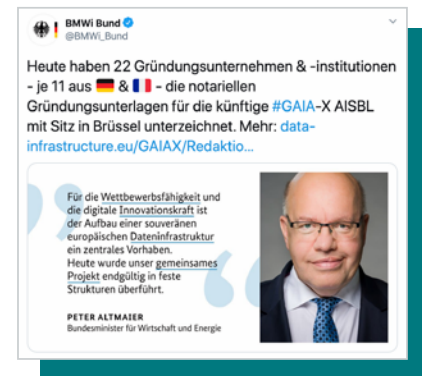 BMWi Bund
@BMWi_Bund
Heute haben 22 Gründungsunternehmen & -institutionen
- je 11 aus 🇩🇪 & 🇫🇷 - die notariellen
Gründungsunterlagen für die künftige #GAIA-X AISBL
mit Sitz in Brüssel unterzeichnet. Mehr: data-
infrastructure.eu/GAIAX/Redaktio...
Für die Wettbewerbsfähigkeit und
die digitale Innovationskraft ist
der Aufbau einer souveränen
europäischen Dateninfrastruktur
ein zentrales Vorhaben.
Heute wurde unser gemeinsames
Projekt endgültig in feste
Strukturen überführt.
PETER ALTMAIER
Bundesminister für Wirtschaft und Energie